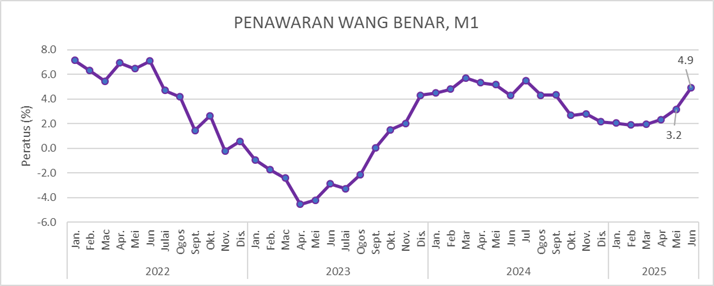 PENAWARAN WANG BENAR, M1
8.0
6.0
4.0
2.0
0.0
-2.0
-4.0
-6.0
Peratus (%)
4.9
3.2
Jan. Feb. Mac Apr. Mei Jun Julai Ogos Sept. Okt. Nov. Dis. Jan. Feb. Mac Apr. Mei Jun Julai Ogos Sept. Okt. Nov. Dis. Jan. Feb. Mar Apr. Mei Jun Jul Ogos Sept. Okt. Nov. Dis. Jan. Feb. Mar Apr Mei Jun
2022 2023 2024 2025